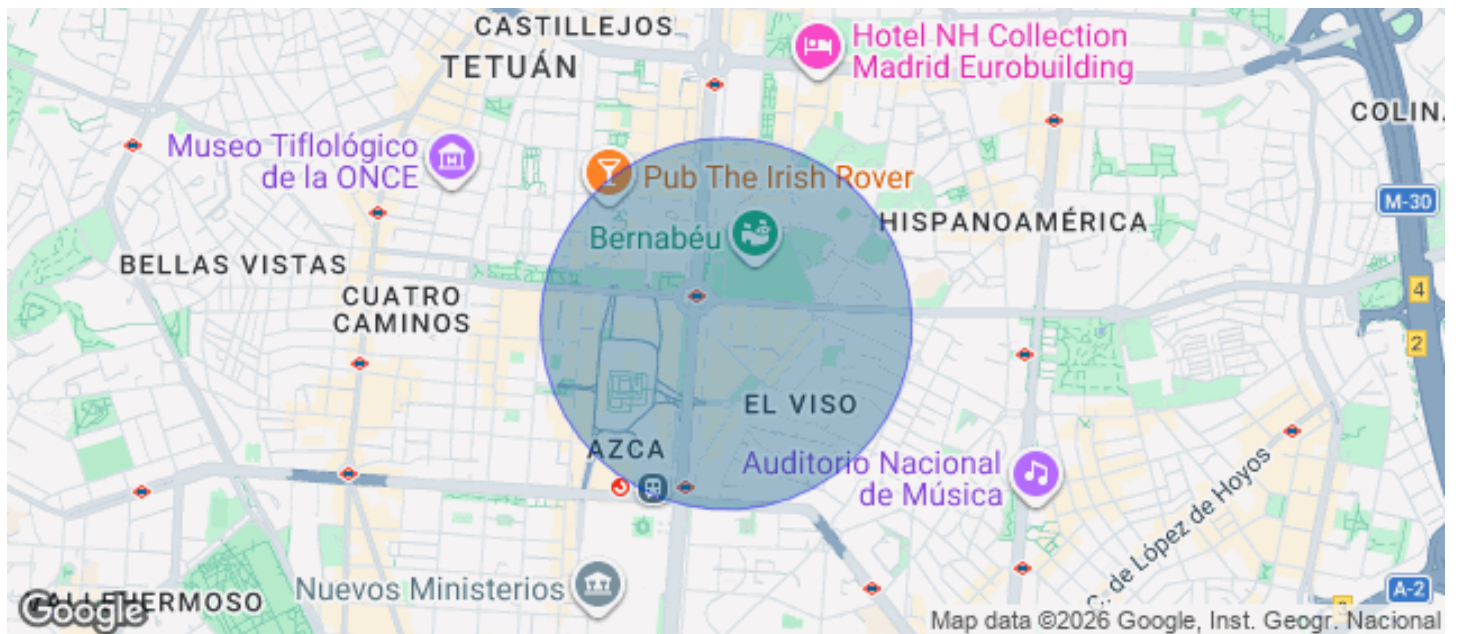 CASTILLEJOS
TETUÁN
Hotel NH Collection
Madrid Eurobuilding
COLIN.
Museo Tiflológico
de la ONCE
Pub The Irish Rover
M-30
HISPANOAMÉRICA
Bernabéu
BELLAS VISTAS
CUATRO
CAMINOS
4
2
EL VISO
AZCA
Auditorio Nacional
de Música
C. de López de Hoyos
Nuevos Ministerios
A-2
Google
Map data ©2026 Google, Inst. Geogr. Nacional